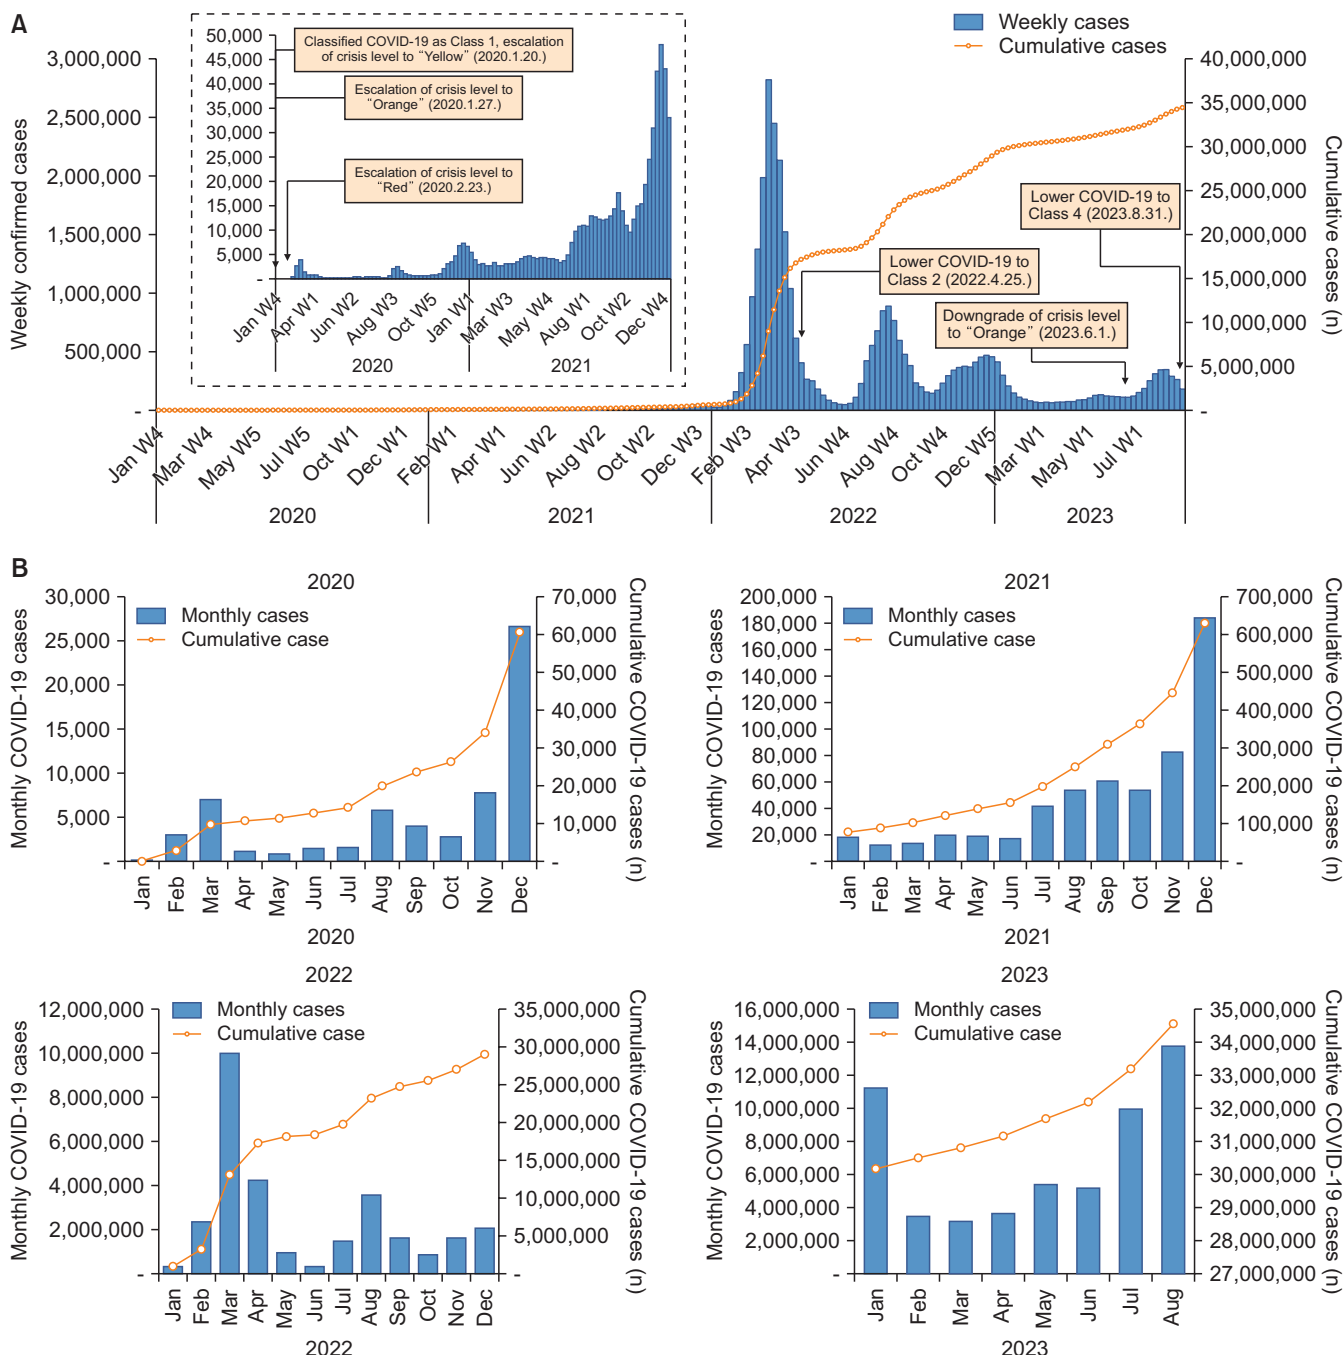 A
Weekly cases
Cumulative cases
Weekly confirmed cases
3,000,000
2,500,000
2,000,000
1,500,000
1,000,000
500,000
-
50,000
45,000
40,000
35,000
30,000
25,000
20,000
15,000
10,000
5,000
-
Classified COVID-19 as Class 1, escalation
of crisis level to “Yellow” (2020.1.20.)
Escalation of crisis level to
“Orange” (2020.1.27.)
Escalation of crisis level to
“Red” (2020.2.23.)
Jan W4
Apr W1
Jun W2
Aug W3
Oct W5
Jan W1
Mar W3
May W4
Aug W1
Oct W2
Dec W4
2020
2021
Lower COVID-19 to
Class 2 (2022.4.25.)
Downgrade of crisis level
to “Orange” (2023.6.1.)
Lower COVID-19 to
Class 4 (2023.8.31.)
40,000,000
35,000,000
30,000,000
25,000,000
20,000,000
15,000,000
10,000,000
5,000,000
-
Cumulative cases (n)
Jan W4
Mar W4
May W5
Jul W5
Oct W1
Dec W1
Feb W1
Apr W1
Jun W2
Aug W2
Oct W2
Dec W3
Feb W3
Apr W3
Jun W4
Aug W4
Oct W4
Dec W5
Mar W1
May W1
Jul W1
2020
2021
2022
2023
B
2020
Monthly cases
Cumulative case
Monthly COVID-19 cases
30,000
25,000
20,000
15,000
10,000
5,000
-
70,000
60,000
50,000
40,000
30,000
20,000
10,000
-
Cumulative COVID-19 cases (n)
Jan
Feb
Mar
Apr
May
Jun
Jul
Aug
Sep
Oct
Nov
Dec
2020
2021
Monthly cases
Cumulative case
Monthly COVID-19 cases
200,000
180,000
160,000
140,000
120,000
100,000
80,000
60,000
40,000
20,000
-
700,000
600,000
500,000
400,000
300,000
200,000
100,000
-
Cumulative COVID-19 cases (n)
Jan
Feb
Mar
Apr
May
Jun
Jul
Aug
Sep
Oct
Nov
Dec
2021
2022
Monthly cases
Cumulative case
Monthly COVID-19 cases
12,000,000
10,000,000
8,000,000
6,000,000
4,000,000
2,000,000
-
35,000,000
30,000,000
25,000,000
20,000,000
15,000,000
10,000,000
5,000,000
-
Cumulative COVID-19 cases (n)
Jan
Feb
Mar
Apr
May
Jun
Jul
Aug
Sep
Oct
Nov
Dec
2022
2023
Monthly cases
Cumulative case
Monthly COVID-19 cases
16,000,000
14,000,000
12,000,000
10,000,000
8,000,000
6,000,000
4,000,000
2,000,000
-
35,000,000
34,000,000
33,000,000
32,000,000
31,000,000
30,000,000
29,000,000
28,000,000
27,000,000
Cumulative COVID-19 cases (n)
Jan
Feb
Mar
Apr
May
Jun
Jul
Aug
2023